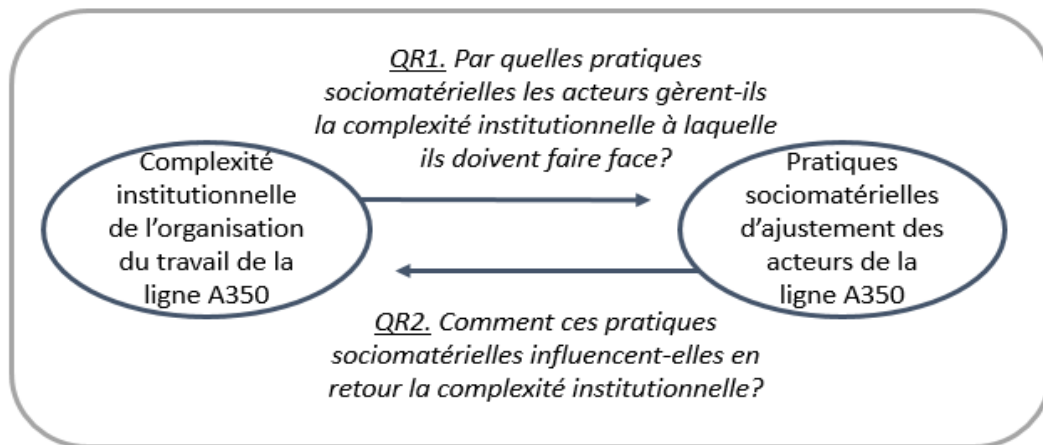 QR1. Par quelles pratiques
sociomatérielles les acteurs gèrent-ils
la complexité institutionnelle à laquelle
ils doivent faire face?
Complexité
institutionnelle
de l'organisation
du travail de la
ligne A350
Pratiques
sociomatérielles
d'ajustement des
acteurs de la
ligne A350
QR2. Comment ces pratiques
sociomatérielles influencent-elles en
retour la complexité institutionnelle?